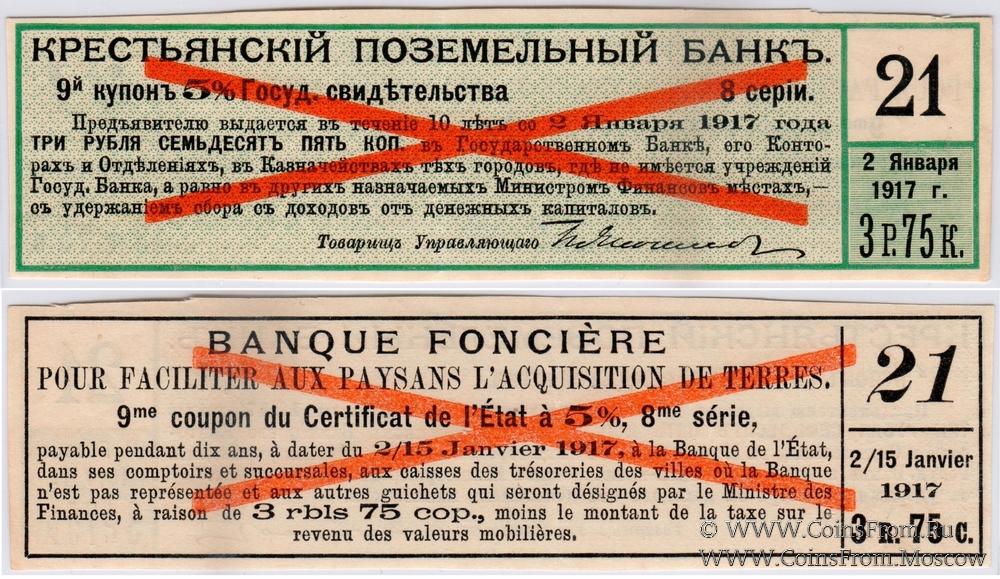 КРЕСТЬЯНСКІЙ ПОЗЕМЕЛЬНЫЙ БАНКЪ.
9й купонъ 5% Госуд. свидѣтельства 8 серіи.
Предъявителю выдается въ теченіе 10 лѣтъ со 2 Января 1917 года
ТРИ РУБЛЯ СЕМЬДЕСЯТЪ ПЯТЬ КОП. въ Государственномъ Банкѣ, его Конто-
рахъ и Отдѣленіяхъ, въ Казначействахъ тѣхъ городовъ, гдѣ не имѣется учрежденій
Госуд. Банка, а равно въ другихъ назначаемыхъ Министромъ Финансовъ мѣстахъ,—
съ удержаніемъ сбора съ доходовъ отъ денежныхъ капиталовъ.
Товарищъ Управляющаго
21
2 Января
1917 г.
3 Р. 75 К.
BANQUE FONCIÈRE
POUR FACILITER AUX PAYSANS L'ACQUISITION DE TERRES.
9me coupon du Certificat de l'État à 5%, 8me série,
payable pendant dix ans, à dater du 2/15 Janvier 1917, à la Banque de l'État,
dans ses comptoirs et succursales, aux caisses des trésoreries des villes où la Banque
n'est pas représentée et aux autres guichets qui seront désignés par le Ministre des
Finances, à raison de 3 rbls 75 cop., moins le montant de la taxe sur le
revenu des valeurs mobilières.
21
2/15 Janvier
1917
3 R. 75 C.
© WWW.CoinsFrom.Ru
WWW.CoinsFrom.Moscow